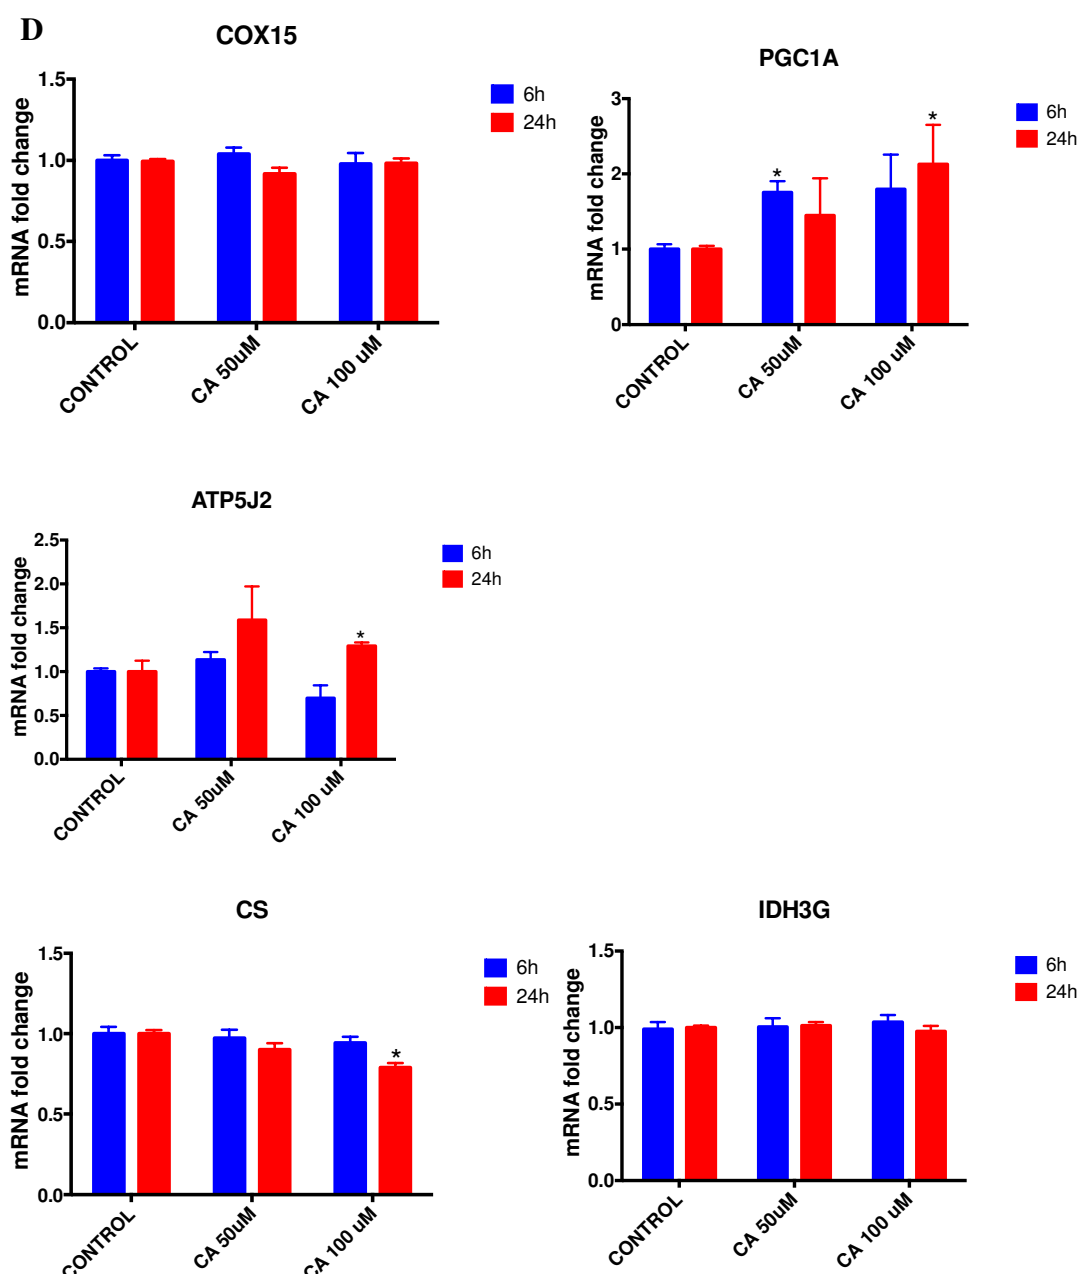 D
COX15
mRNA fold change
1.5
1.0
0.5
0.0
CONTROL
CA 50uM
CA 100 uM
6h
24h
PGC1A
mRNA fold change
3
2
1
0
*
*
CONTROL
CA 50uM
CA 100 uM
6h
24h
ATP5J2
mRNA fold change
2.5
2.0
1.5
1.0
0.5
0.0
*
CONTROL
CA 50uM
CA 100 uM
6h
24h
CS
mRNA fold change
1.5
1.0
0.5
0.0
*
CONTROL
CA 50uM
CA 100 uM
6h
24h
IDH3G
mRNA fold change
1.5
1.0
0.5
0.0
CONTROL
CA 50uM
CA 100 uM
6h
24h